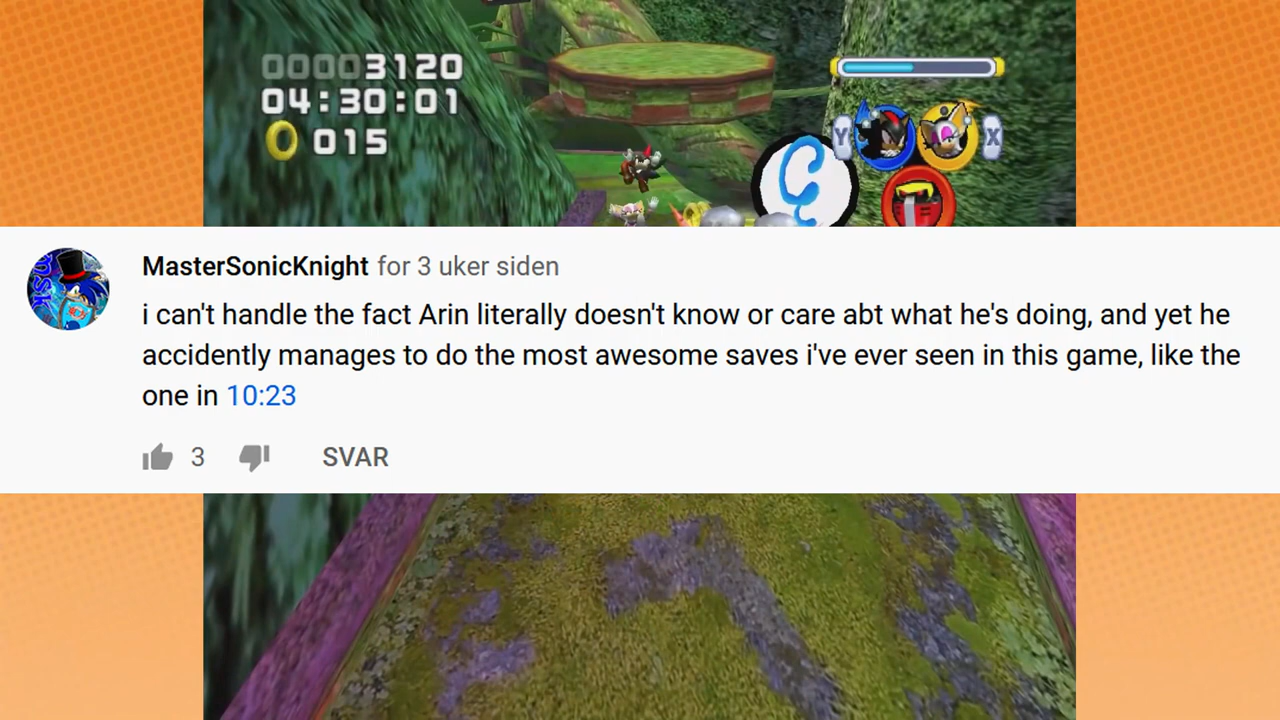 00003120
04:30:01
015
Y
X
MasterSonicKnight for 3 uker siden
i can't handle the fact Arin literally doesn't know or care abt what he's doing, and yet he
accidently manages to do the most awesome saves i've ever seen in this game, like the
one in 10:23
3
SVAR